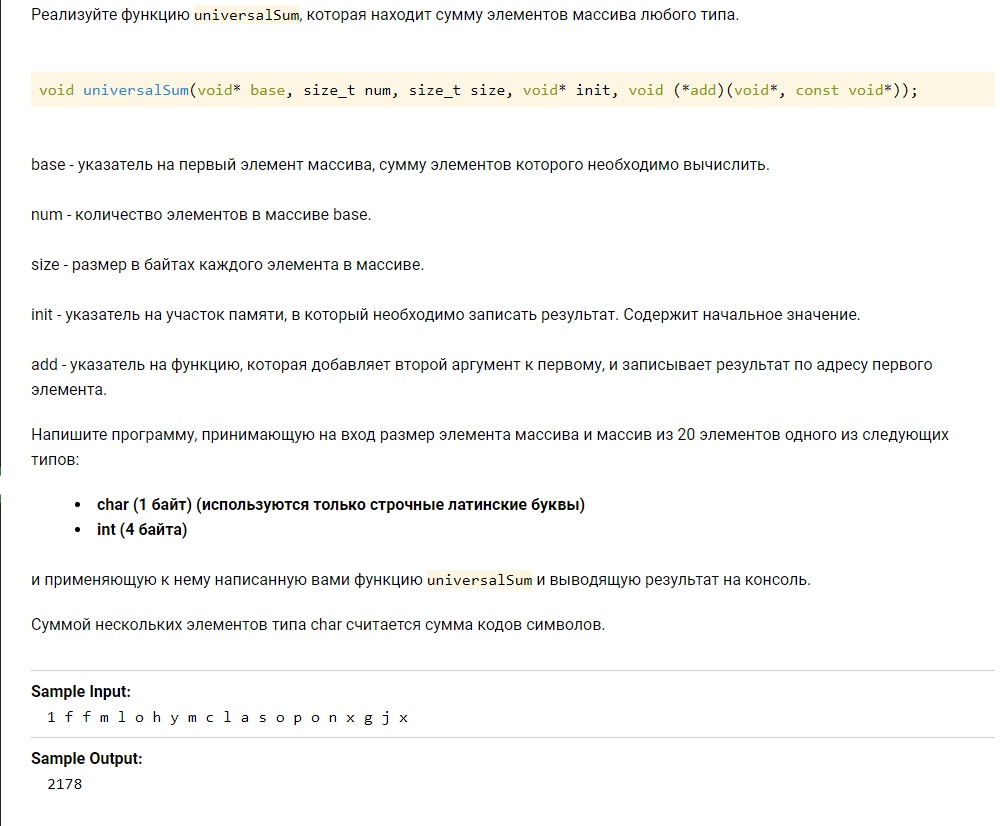 Реализуйте функцию universalSum, которая находит сумму элементов массива любого типа.
void universalSum(void* base, size_t num, size_t size, void* init, void (*add)(void*, const void*));
base - указатель на первый элемент массива, сумму элементов которого необходимо вычислить.
num - количество элементов в массиве base.
size - размер в байтах каждого элемента в массиве.
init - указатель на участок памяти, в который необходимо записать результат. Содержит начальное значение.
add - указатель на функцию, которая добавляет второй аргумент к первому, и записывает результат по адресу первого
элемента.
Напишите программу, принимающую на вход размер элемента массива и массив из 20 элементов одного из следующих
типов:
• char (1 байт) (используются только строчные латинские буквы)
• int (4 байта)
и применяющую к нему написанную вами функцию universalSum и выводящую результат на консоль.
Суммой нескольких элементов типа char считается сумма кодов символов.
Sample Input:
1 f f m l o h y m c l a s o p o n x g j x
Sample Output:
2178